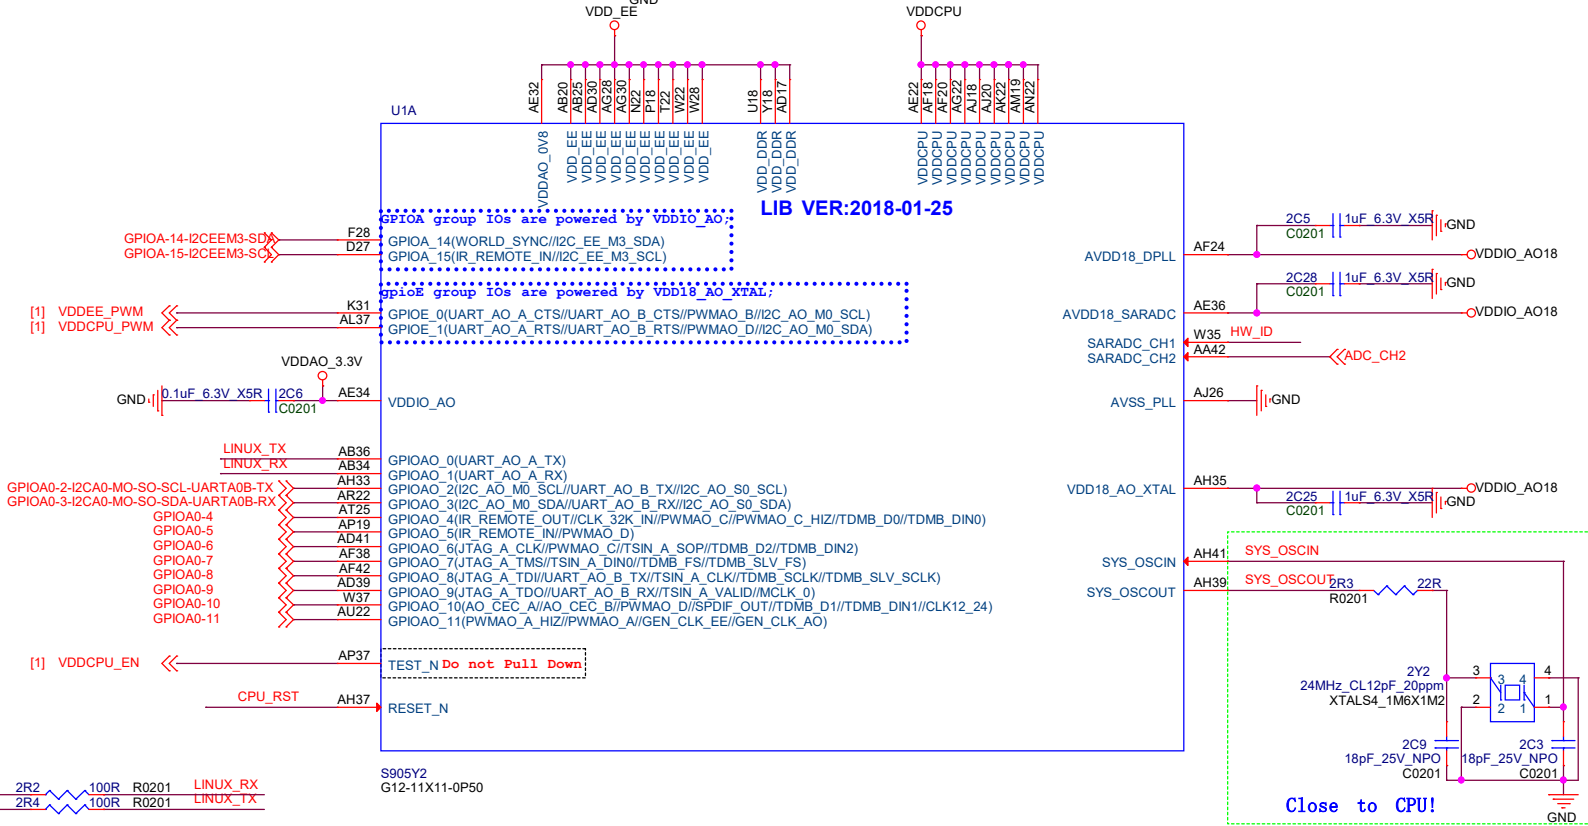 GND
VDD_EE
VDDCPU
AE32
AB20
AB25
AD30
AG28
AG30
N22
P18
T22
W22
W28
U18
Y18
AD17
AE22
AF18
AF20
AG22
AJ18
AJ20
AK22
AM19
AN22
U1A
VDDAO_0V8
VDD_EE
VDD_EE
VDD_EE
VDD_EE
VDD_EE
VDD_EE
VDD_EE
VDD_EE
VDD_EE
VDD_EE
VDD_DDR
VDD_DDR
VDD_DDR
VDDCPU
VDDCPU
VDDCPU
VDDCPU
VDDCPU
VDDCPU
VDDCPU
VDDCPU
VDDCPU
LIB VER:2018-01-25
GPIOA group IOs are powered by VDDIO_AO;
GPIOA-14-I2CEEM3-SDA F28 GPIOA_14(WORLD_SYNC//I2C_EE_M3_SDA)
GPIOA-15-I2CEEM3-SCL D27 GPIOA_15(IR_REMOTE_IN//I2C_EE_M3_SCL)
gpioE group IOs are powered by VDD18_AO_XTAL;
[1] VDDEE_PWM K31 GPIOE_0(UART_AO_A_CTS//UART_AO_B_CTS//PWMAO_B//I2C_AO_M0_SCL)
[1] VDDCPU_PWM AL37 GPIOE_1(UART_AO_A_RTS//UART_AO_B_RTS//PWMAO_D//I2C_AO_M0_SDA)
VDDAO_3.3V
GND 0.1uF_6.3V_X5R 2C6 AE34 VDDIO_AO
C0201
LINUX_TX AB36 GPIOAO_0(UART_AO_A_TX)
LINUX_RX AB34 GPIOAO_1(UART_AO_A_RX)
GPIOA0-2-I2CA0-MO-SO-SCL-UARTA0B-TX AH33 GPIOAO_2(I2C_AO_M0_SCL//UART_AO_B_TX//I2C_AO_S0_SCL)
GPIOA0-3-I2CA0-MO-SO-SDA-UARTA0B-RX AR22 GPIOAO_3(I2C_AO_M0_SDA//UART_AO_B_RX//I2C_AO_S0_SDA)
GPIOA0-4 AT25 GPIOAO_4(IR_REMOTE_OUT//CLK_32K_IN//PWMAO_C//PWMAO_C_HIZ//TDMB_D0//TDMB_DIN0)
GPIOA0-5 AP19 GPIOAO_5(IR_REMOTE_IN//PWMAO_D)
GPIOA0-6 AD41 GPIOAO_6(JTAG_A_CLK//PWMAO_C//TSIN_A_SOP//TDMB_D2//TDMB_DIN2)
GPIOA0-7 AF38 GPIOAO_7(JTAG_A_TMS//TSIN_A_DIN0//TDMB_FS//TDMB_SLV_FS)
GPIOA0-8 AF42 GPIOAO_8(JTAG_A_TDI//UART_AO_B_TX//TSIN_A_CLK//TDMB_SCLK//TDMB_SLV_SCLK)
GPIOA0-9 AD39 GPIOAO_9(JTAG_A_TDO//UART_AO_B_RX//TSIN_A_VALID//MCLK_0)
GPIOA0-10 W37 GPIOAO_10(AO_CEC_A//AO_CEC_B//PWMAO_D//SPDIF_OUT//TDMB_D1//TDMB_DIN1//CLK12_24)
GPIOA0-11 AU22 GPIOAO_11(PWMAO_A_HIZ//PWMAO_A//GEN_CLK_EE//GEN_CLK_AO)
[1] VDDCPU_EN AP37 TEST_N Do not Pull Down
CPU_RST AH37 RESET_N
S905Y2
G12-11X11-0P50
2R2 100R R0201 LINUX_RX
2R4 100R R0201 LINUX_TX
2C5 1uF_6.3V_X5R GND
C0201
AVDD18_DPLL AF24 VDDIO_AO18
2C28 1uF_6.3V_X5R GND
C0201
AVDD18_SARADC AE36 VDDIO_AO18
SARADC_CH1 W35 HW_ID
SARADC_CH2 AA42 ADC_CH2
AVSS_PLL AJ26 GND
VDD18_AO_XTAL AH35 VDDIO_AO18
2C25 1uF_6.3V_X5R GND
C0201
SYS_OSCIN AH41 SYS_OSCIN
SYS_OSCOUT AH39 SYS_OSCOUT 2R3 22R
R0201
2Y2 3 3 4 4
24MHz_CL12pF_20ppm
XTALS4_1M6X1M2 2 2 1 1
2C9 2C3
18pF_25V_NPO 18pF_25V_NPO
C0201 C0201
Close to CPU!
GND